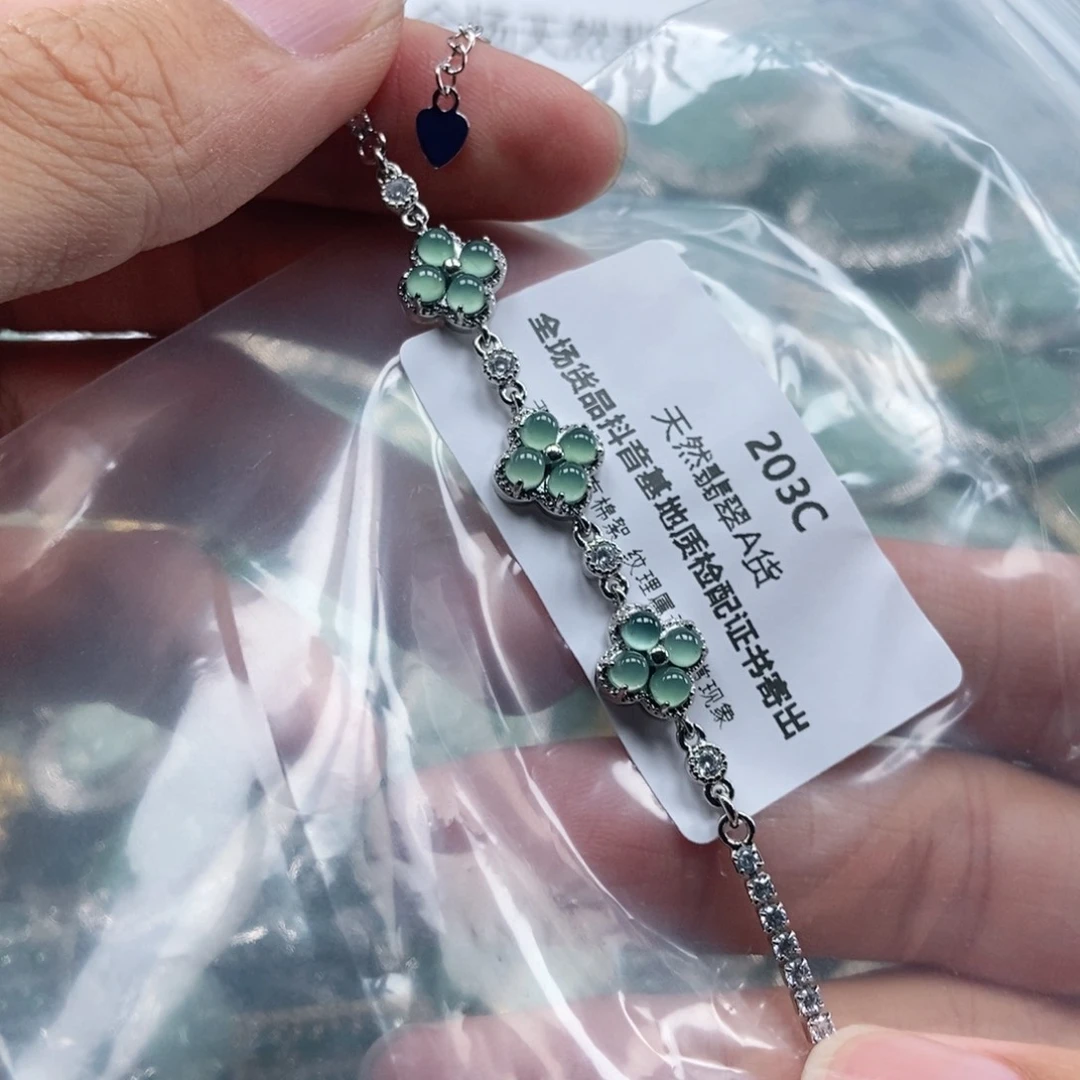 203C
天然翡翠A货
全场货品抖音基地质检配证书寄出
棉絮 纹理属
现象